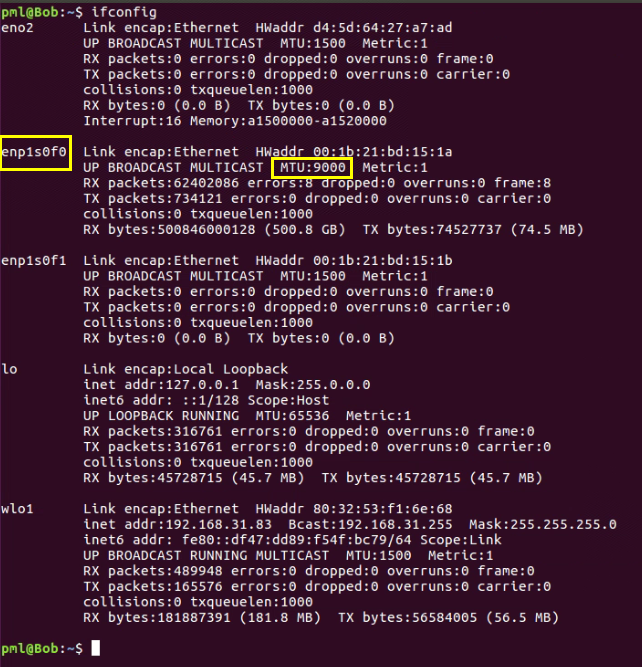 pml@Bob:~$ ifconfig
eno2 Link encap:Ethernet HWaddr d4:5d:64:27:a7:ad
UP BROADCAST MULTICAST MTU:1500 Metric:1
RX packets:0 errors:0 dropped:0 overruns:0 frame:0
TX packets:0 errors:0 dropped:0 overruns:0 carrier:0
collisions:0 txqueuelen:1000
RX bytes:0 (0.0 B) TX bytes:0 (0.0 B)
Interrupt:16 Memory:a1500000-a1520000
enp1s0f0 Link encap:Ethernet HWaddr 00:1b:21:bd:15:1a
UP BROADCAST MULTICAST MTU:9000 Metric:1
RX packets:62402086 errors:8 dropped:0 overruns:0 frame:8
TX packets:734121 errors:0 dropped:0 overruns:0 carrier:0
collisions:0 txqueuelen:1000
RX bytes:500846000128 (500.8 GB) TX bytes:74527737 (74.5 MB)
enp1s0f1 Link encap:Ethernet HWaddr 00:1b:21:bd:15:1b
UP BROADCAST MULTICAST MTU:1500 Metric:1
RX packets:0 errors:0 dropped:0 overruns:0 frame:0
TX packets:0 errors:0 dropped:0 overruns:0 carrier:0
collisions:0 txqueuelen:1000
RX bytes:0 (0.0 B) TX bytes:0 (0.0 B)
lo Link encap:Local Loopback
inet addr:127.0.0.1 Mask:255.0.0.0
inet6 addr: ::1/128 Scope:Host
UP LOOPBACK RUNNING MTU:65536 Metric:1
RX packets:316761 errors:0 dropped:0 overruns:0 frame:0
TX packets:316761 errors:0 dropped:0 overruns:0 carrier:0
collisions:0 txqueuelen:1000
RX bytes:45728715 (45.7 MB) TX bytes:45728715 (45.7 MB)
wlo1 Link encap:Ethernet HWaddr 80:32:53:f1:6e:68
inet addr:192.168.31.83 Bcast:192.168.31.255 Mask:255.255.255.0
inet6 addr: fe80::df47:dd89:f54f:bc79/64 Scope:Link
UP BROADCAST RUNNING MULTICAST MTU:1500 Metric:1
RX packets:489948 errors:0 dropped:0 overruns:0 frame:0
TX packets:165576 errors:0 dropped:0 overruns:0 carrier:0
collisions:0 txqueuelen:1000
RX bytes:181887391 (181.8 MB) TX bytes:56584005 (56.5 MB)
pml@Bob:~$